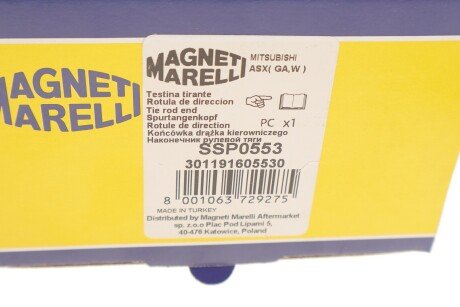 MAGNETI
MARELLI
MAGNETI
MARELLI
MITSUBISHI
ASX( GA,W )
Testina tirante
Rotula de direccion
Tie rod end
Spurtangenkopf
Rotule de direction
Końcówka drążka kierowniczego
Наконечник рулевой тяги
PC x1
SSP0553
301191605530
8 001063 729275
MADE IN TURKEY
Distributed by Magneti Marelli Aftermarket
sp. z.o.o Plac Pod Lipami 5,
40-476 Katowice, Poland